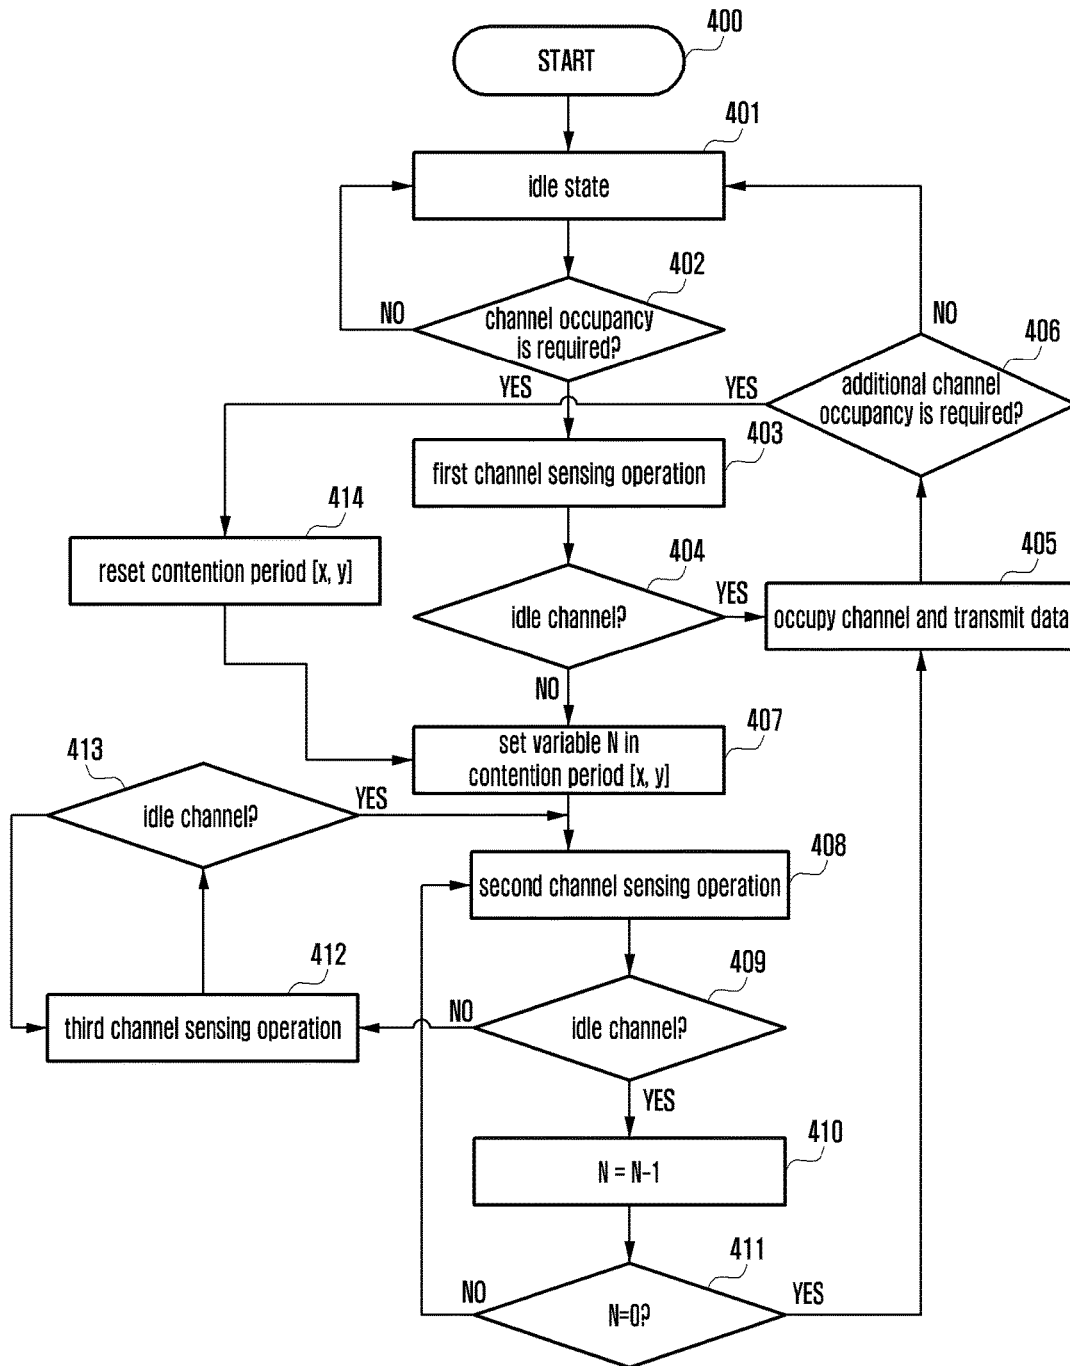 400
START
401
idle state
402
NO
channel occupancy
is required?
NO
406
YES
YES
additional channel
occupancy is required?
403
first channel sensing operation
414
reset contention period [x, y]
404
405
idle channel?
YES
occupy channel and transmit data
NO
407
set variable N in
contention period [x, y]
413
idle channel?
YES
408
second channel sensing operation
412
409
third channel sensing operation
NO
idle channel?
YES
410
N = N-1
411
NO
N=0?
YES